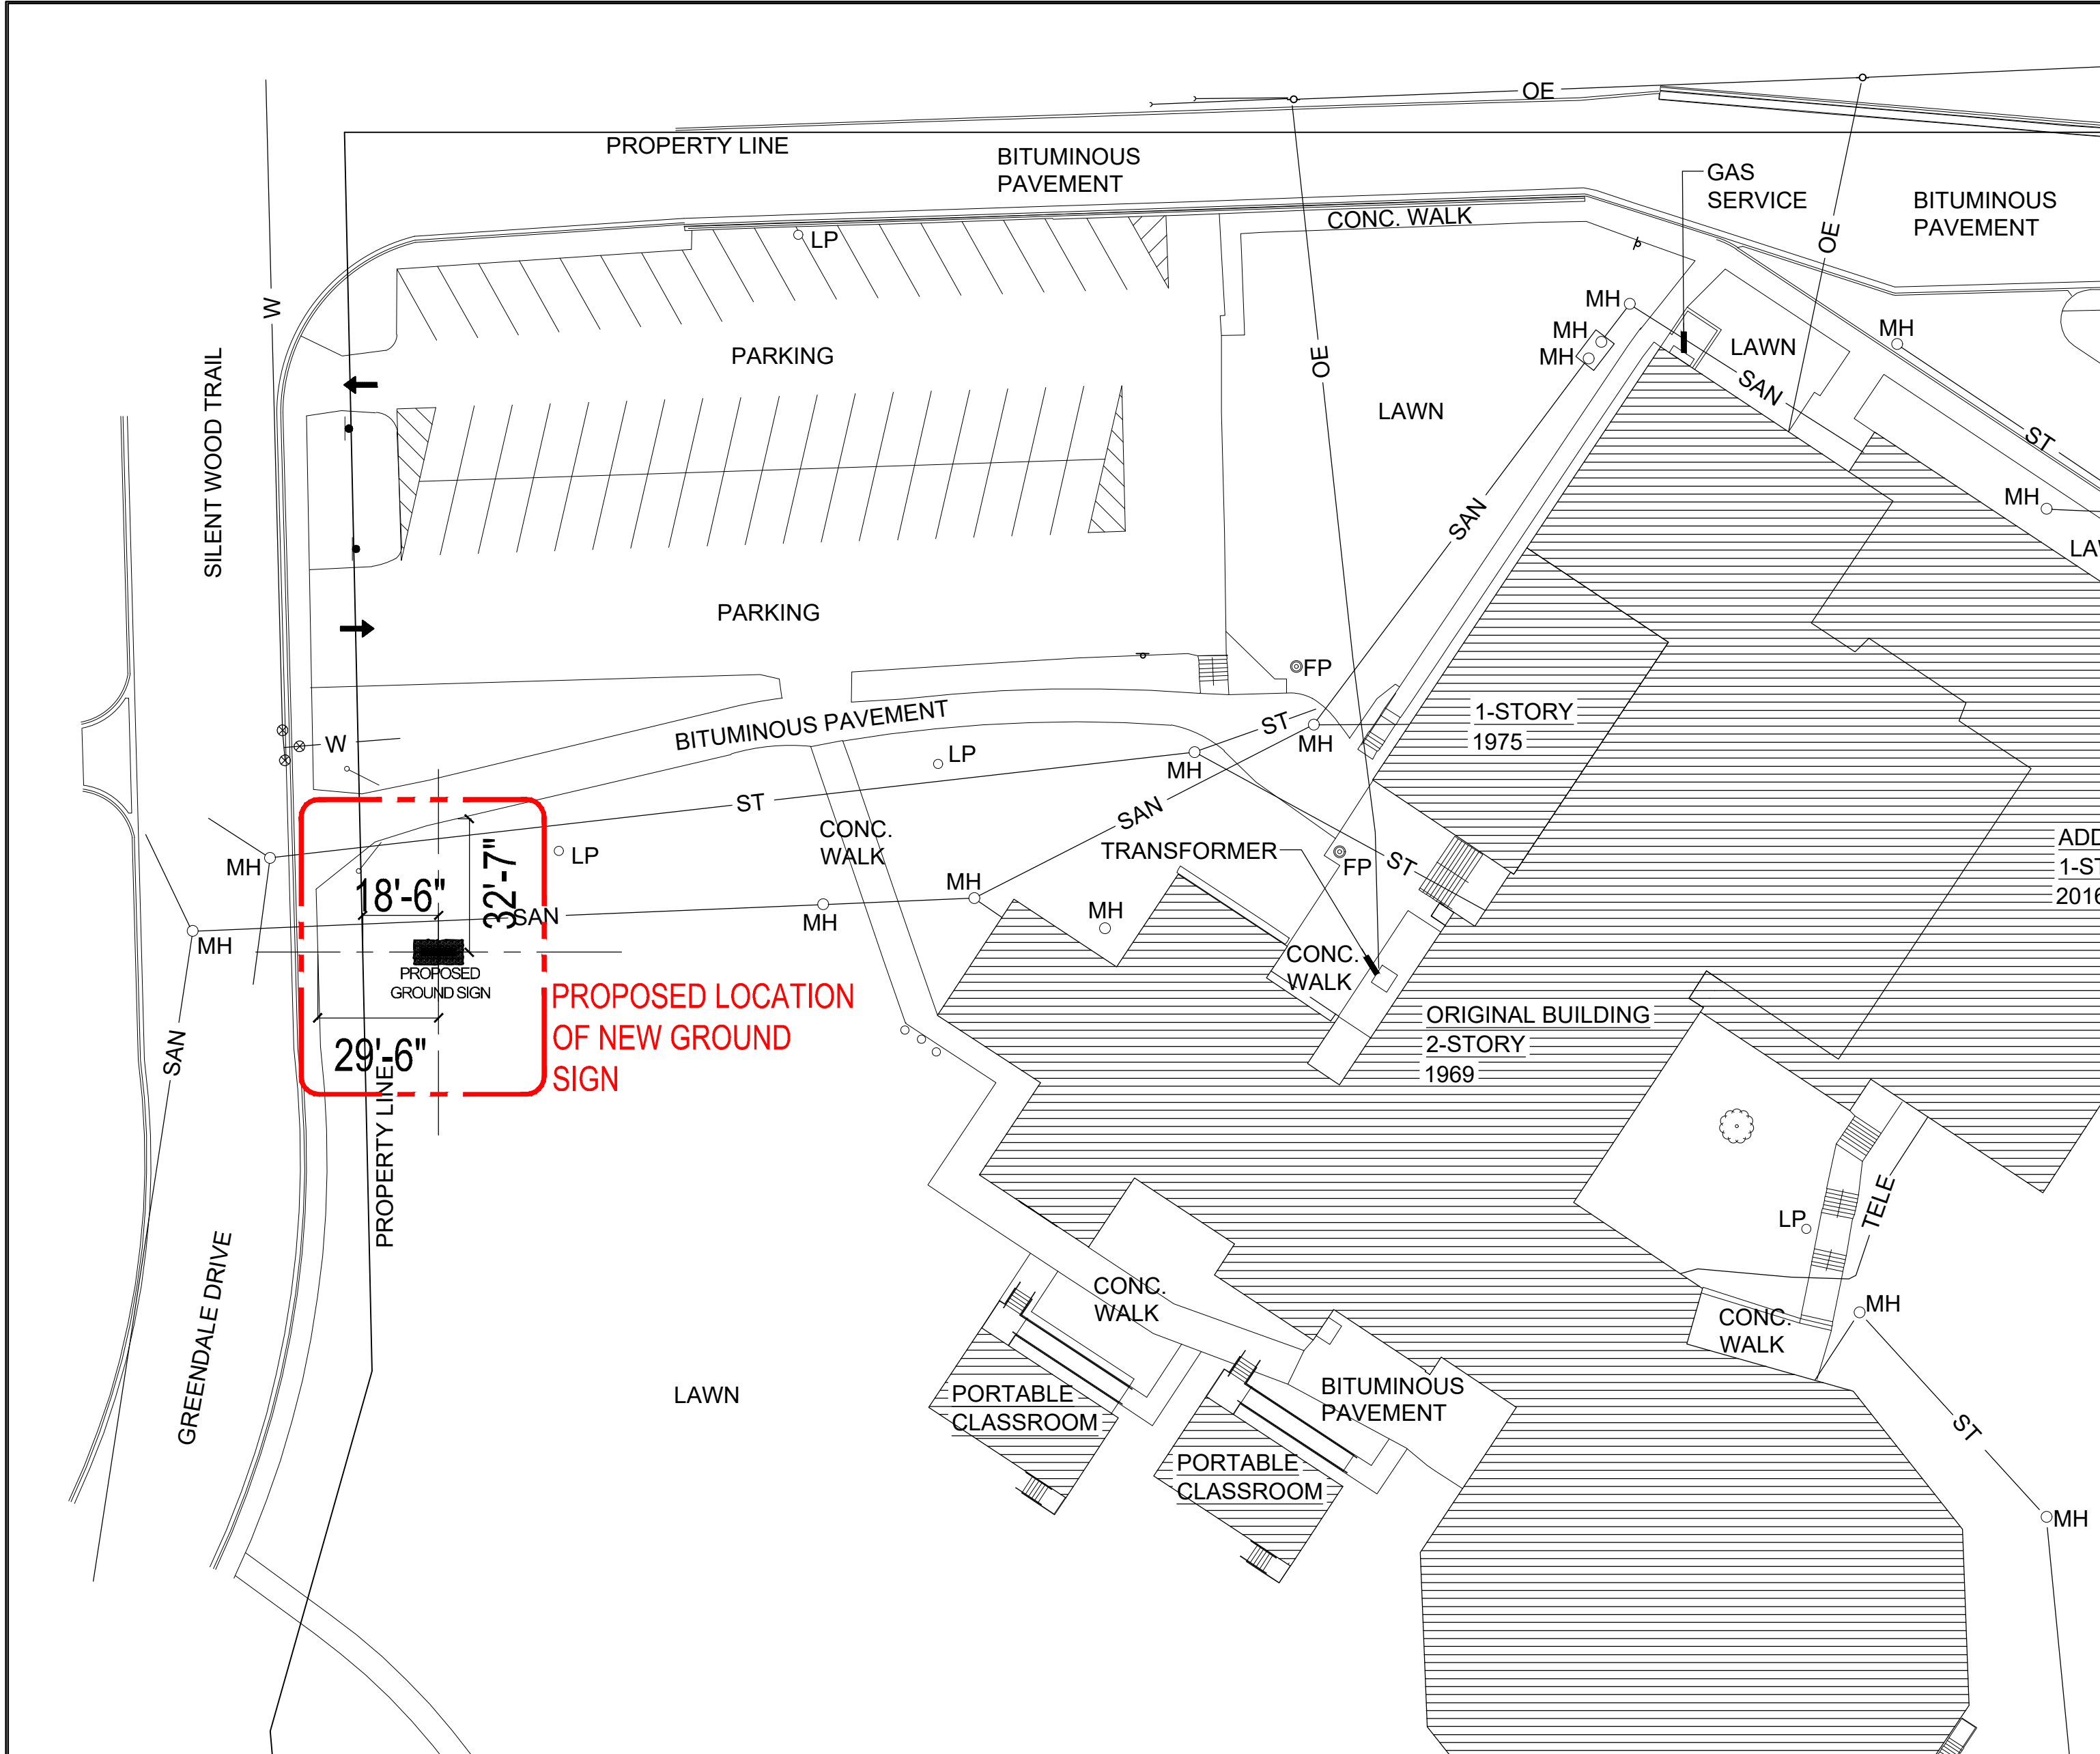 OE
PROPERTY LINE
BITUMINOUS
PAVEMENT
GAS
SERVICE
BITUMINOUS
PAVEMENT
CONC. WALK
LP
OE
W
MH
MH
MH
MH
LAWN
PARKING
OE
SAN
SILENT WOOD TRAIL
LAWN
ST
MH
SAN
PARKING
FP
1-STORY
1975
BITUMINOUS PAVEMENT
ST
MH
W
LP
MH
ST
SAN
CONC.
WALK
TRANSFORMER
FP
ST
MH
LP
18'-6"
32'-7"
SAN
MH
MH
MH
MH
PROPOSED
GROUND SIGN
CONC.
WALK
PROPOSED LOCATION
OF NEW GROUND
SIGN
29'-6"
ORIGINAL BUILDING
2-STORY
1969
SAN
PROPERTY LINE
LP
TELE
GREENDALE DRIVE
CONC.
WALK
CONC.
WALK
MH
LAWN
PORTABLE
CLASSROOM
BITUMINOUS
PAVEMENT
ST
PORTABLE
CLASSROOM
MH